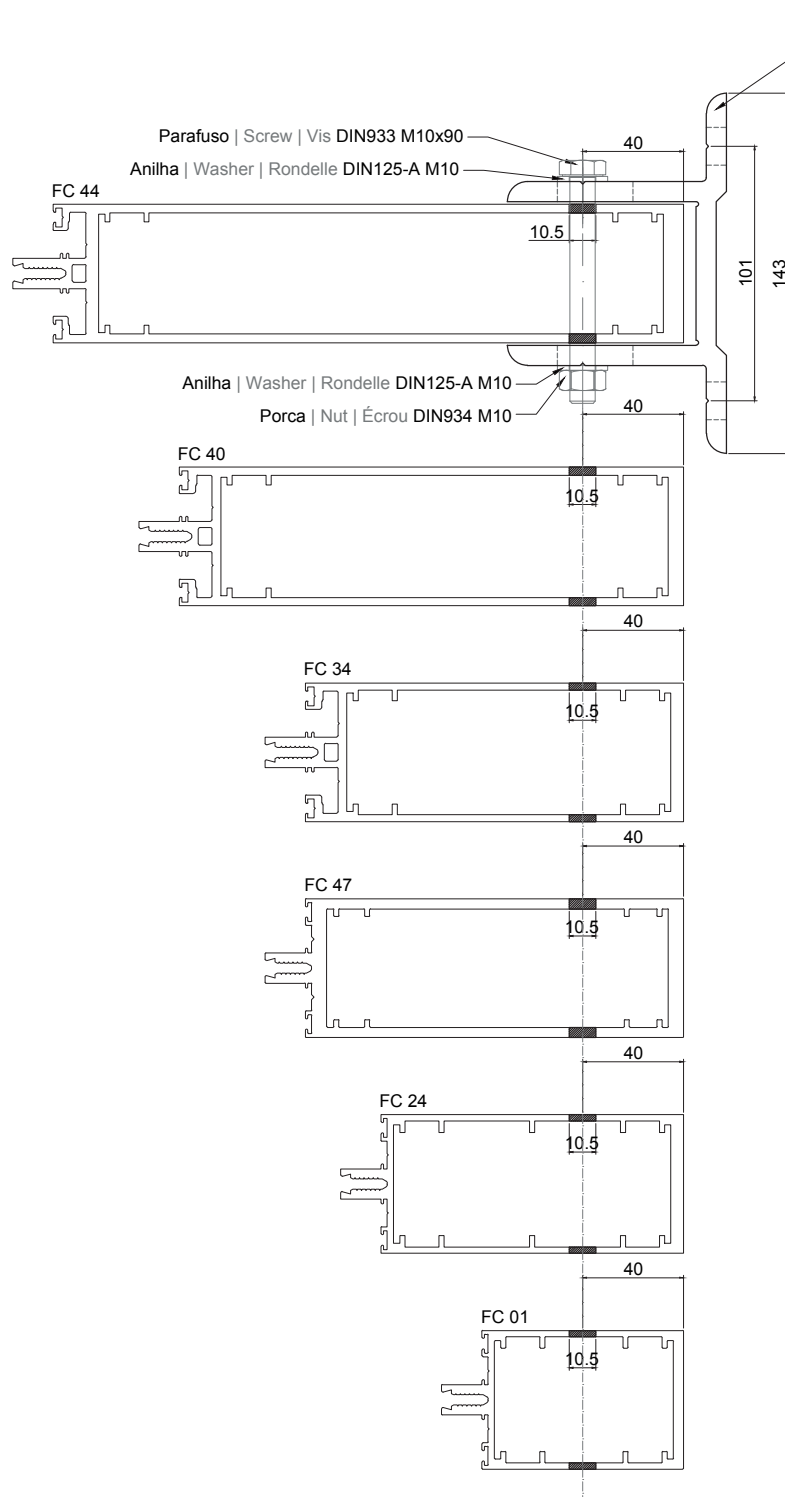 40
Parafuso | Screw | Vis DIN933 M10x90
Anilha | Washer | Rondelle DIN125-A M10
FC 44
10.5
101
143
Anilha | Washer | Rondelle DIN125-A M10
Porca | Nut | Écrou DIN934 M10
40
FC 40
10.5
40
FC 34
10.5
40
FC 47
10.5
40
FC 24
10.5
40
FC 01
10.5